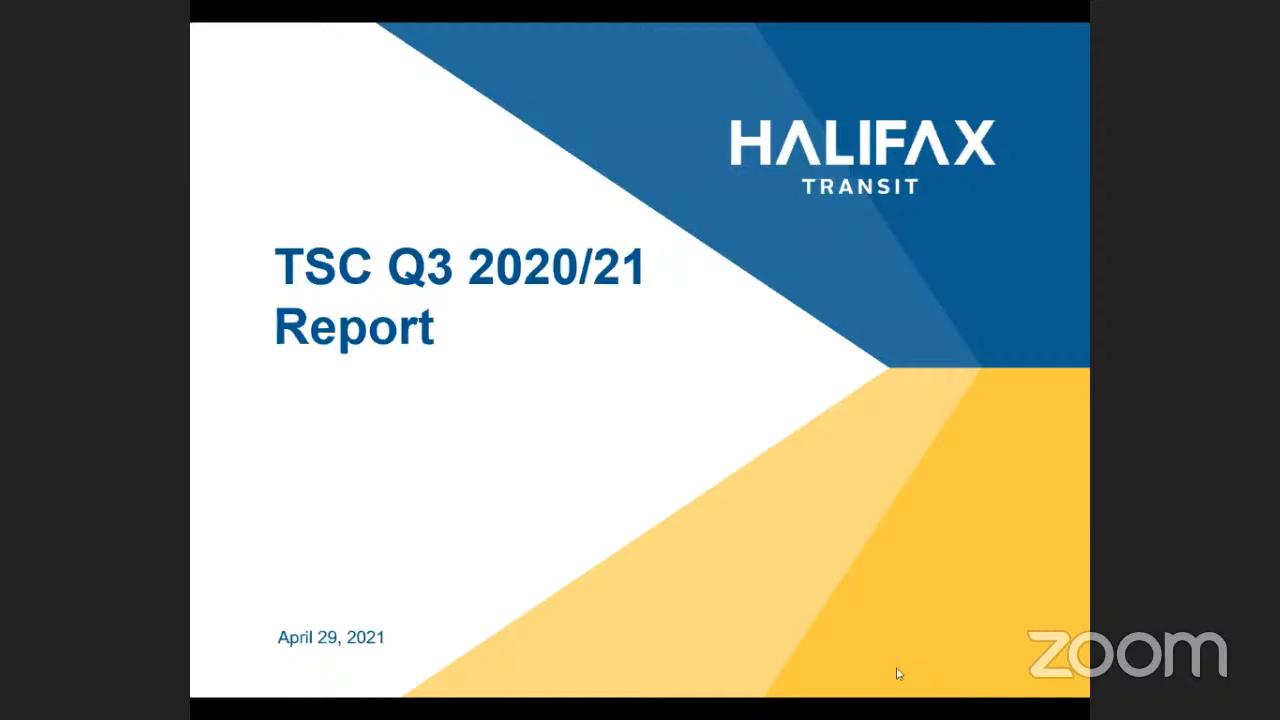 HALIFAX
TRANSIT
TSC Q3 2020/21
Report
April 29, 2021
zoom